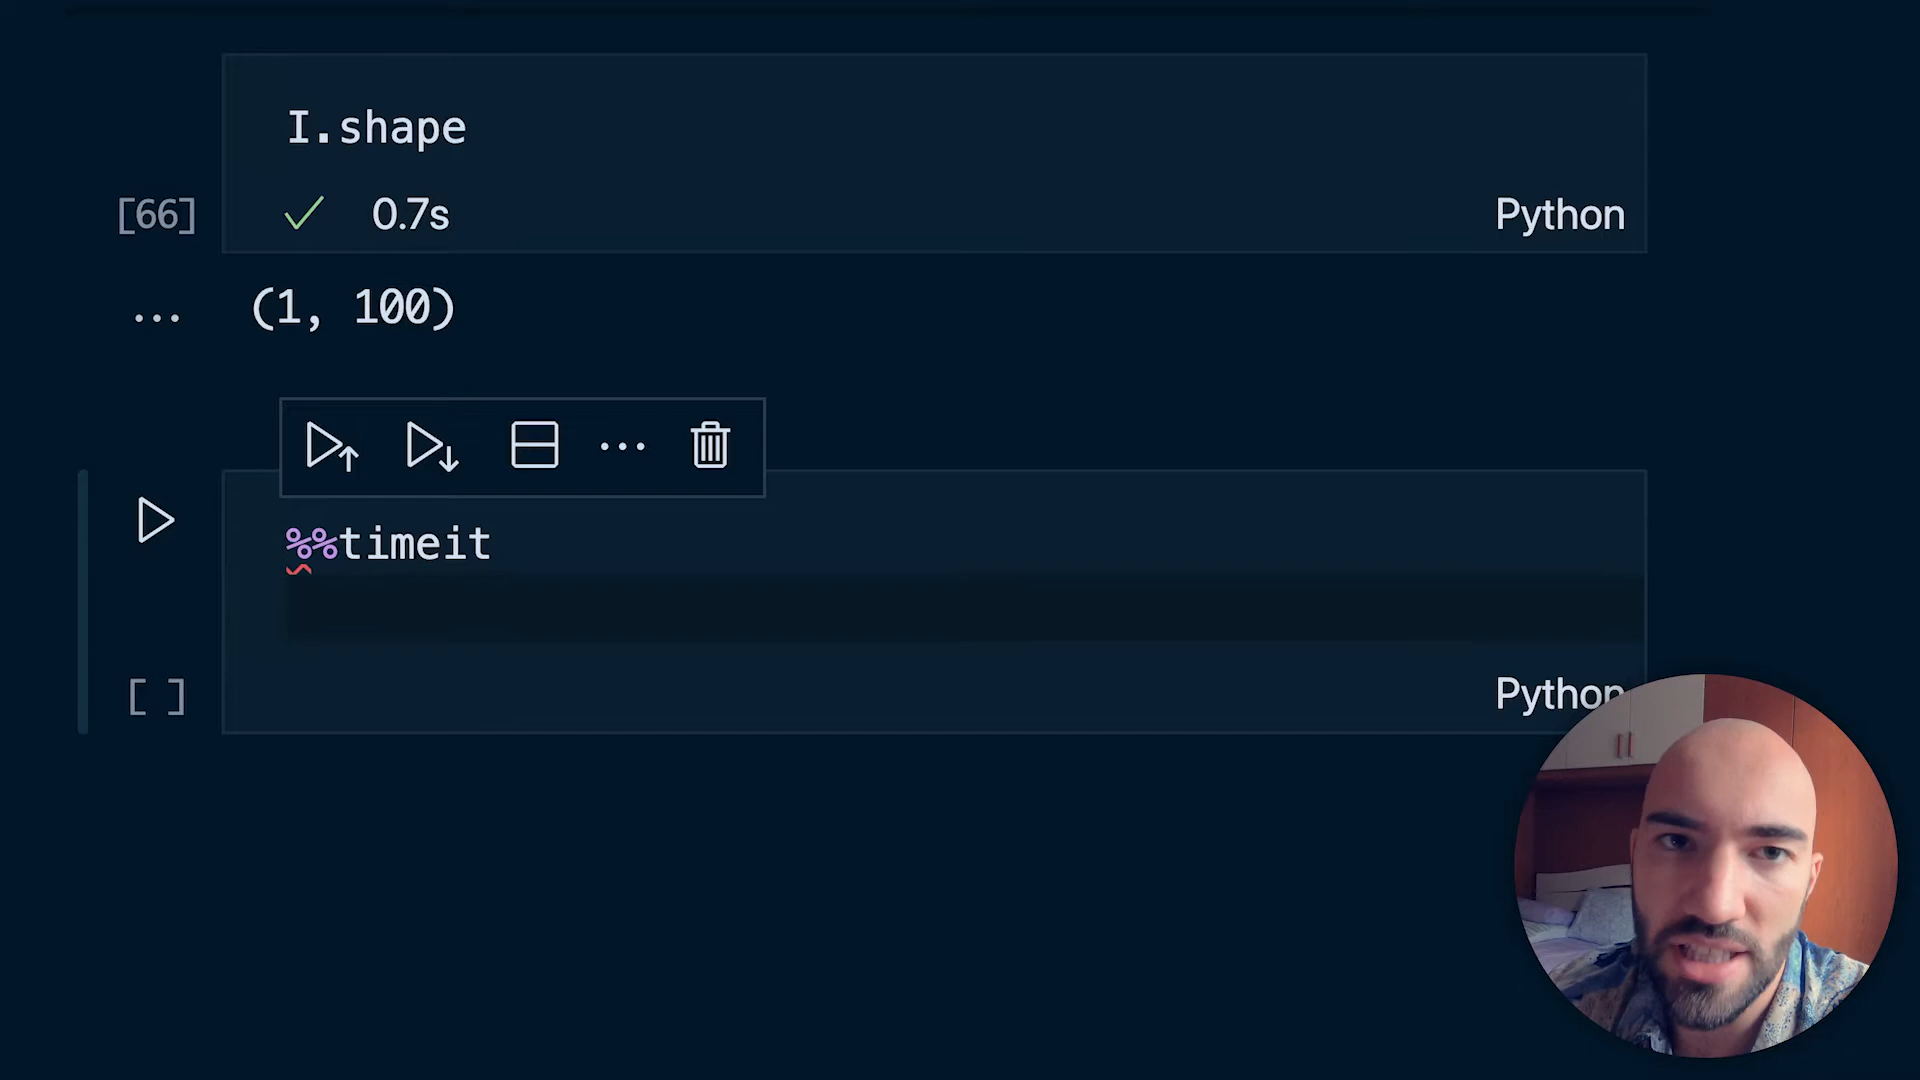 I.shape
[66]
0.7s
Python
... (1, 100)
%%timeit
[ ]
Python